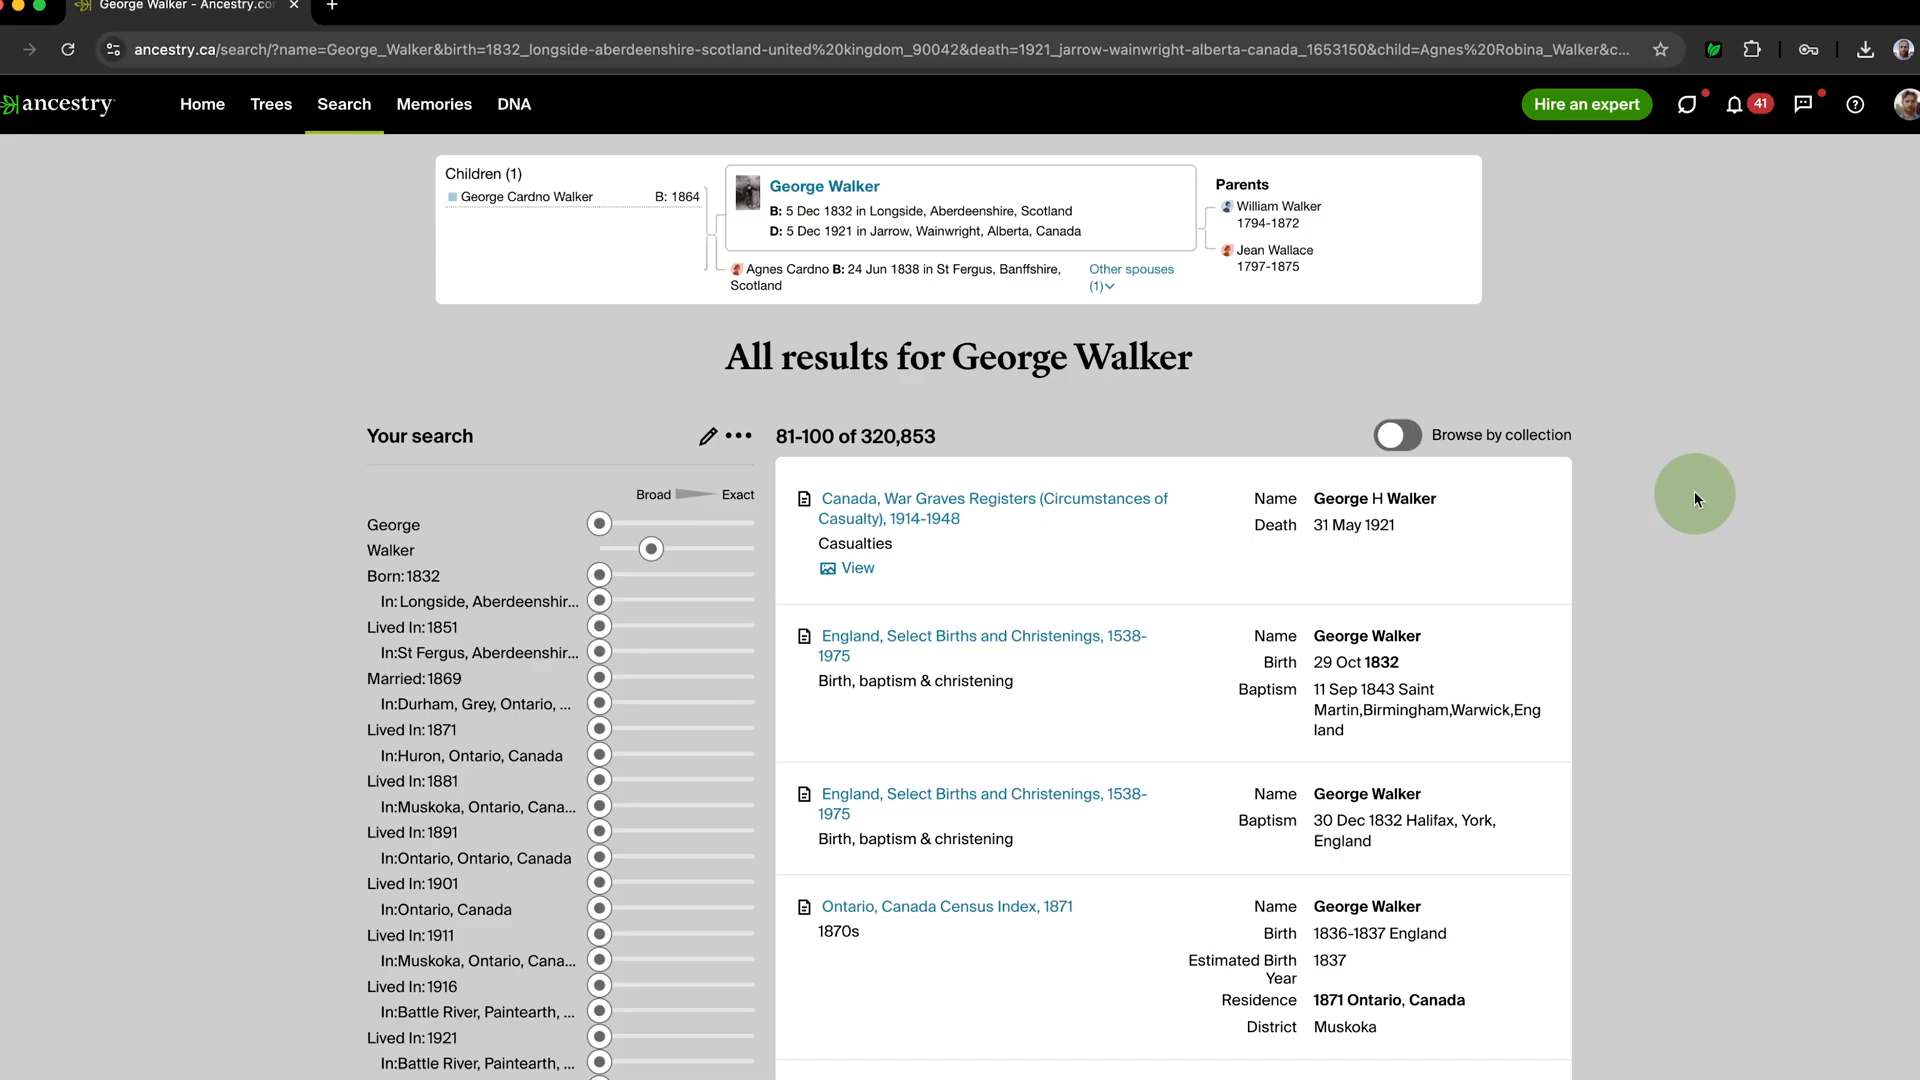 George Walker - Ancestry.co
ancestry.ca/search/?name=George_Walker&birth=1832_longside-aberdeenshire-scotland-united%20kingdom_90042&death=1921_jarrow-wainwright-alberta-canada_1653150&child=Agnes%20Robina_Walker&c...
ancestry Home Trees Search Memories DNA Hire an expert 41
Children (1)
George Cardno Walker B: 1864
George Walker
B: 5 Dec 1832 in Longside, Aberdeenshire, Scotland
D: 5 Dec 1921 in Jarrow, Wainwright, Alberta, Canada
Agnes Cardno B: 24 Jun 1838 in St Fergus, Banffshire,
Scotland
Other spouses
(1)
Parents
William Walker
1794-1872
Jean Wallace
1797-1875
All results for George Walker
Your search
Broad Exact
George
Walker
Born: 1832
In: Longside, Aberdeenshir...
Lived In: 1851
In:St Fergus, Aberdeenshir...
Married: 1869
In:Durham, Grey, Ontario, ...
Lived In: 1871
In:Huron, Ontario, Canada
Lived In: 1881
In:Muskoka, Ontario, Cana...
Lived In: 1891
In:Ontario, Ontario, Canada
Lived In: 1901
In:Ontario, Canada
Lived In: 1911
In:Muskoka, Ontario, Cana...
Lived In: 1916
In:Battle River, Paintearth, ...
Lived In: 1921
In:Battle River, Paintearth, ...
81-100 of 320,853
Browse by collection
Canada, War Graves Registers (Circumstances of
Casualty), 1914-1948
Casualties
View
Name George H Walker
Death 31 May 1921
England, Select Births and Christenings, 1538-
1975
Birth, baptism & christening
Name George Walker
Birth 29 Oct 1832
Baptism 11 Sep 1843 Saint
Martin,Birmingham,Warwick,Eng
land
England, Select Births and Christenings, 1538-
1975
Birth, baptism & christening
Name George Walker
Baptism 30 Dec 1832 Halifax, York,
England
Ontario, Canada Census Index, 1871
1870s
Name George Walker
Birth 1836-1837 England
Estimated Birth 1837
Year
Residence 1871 Ontario, Canada
District Muskoka